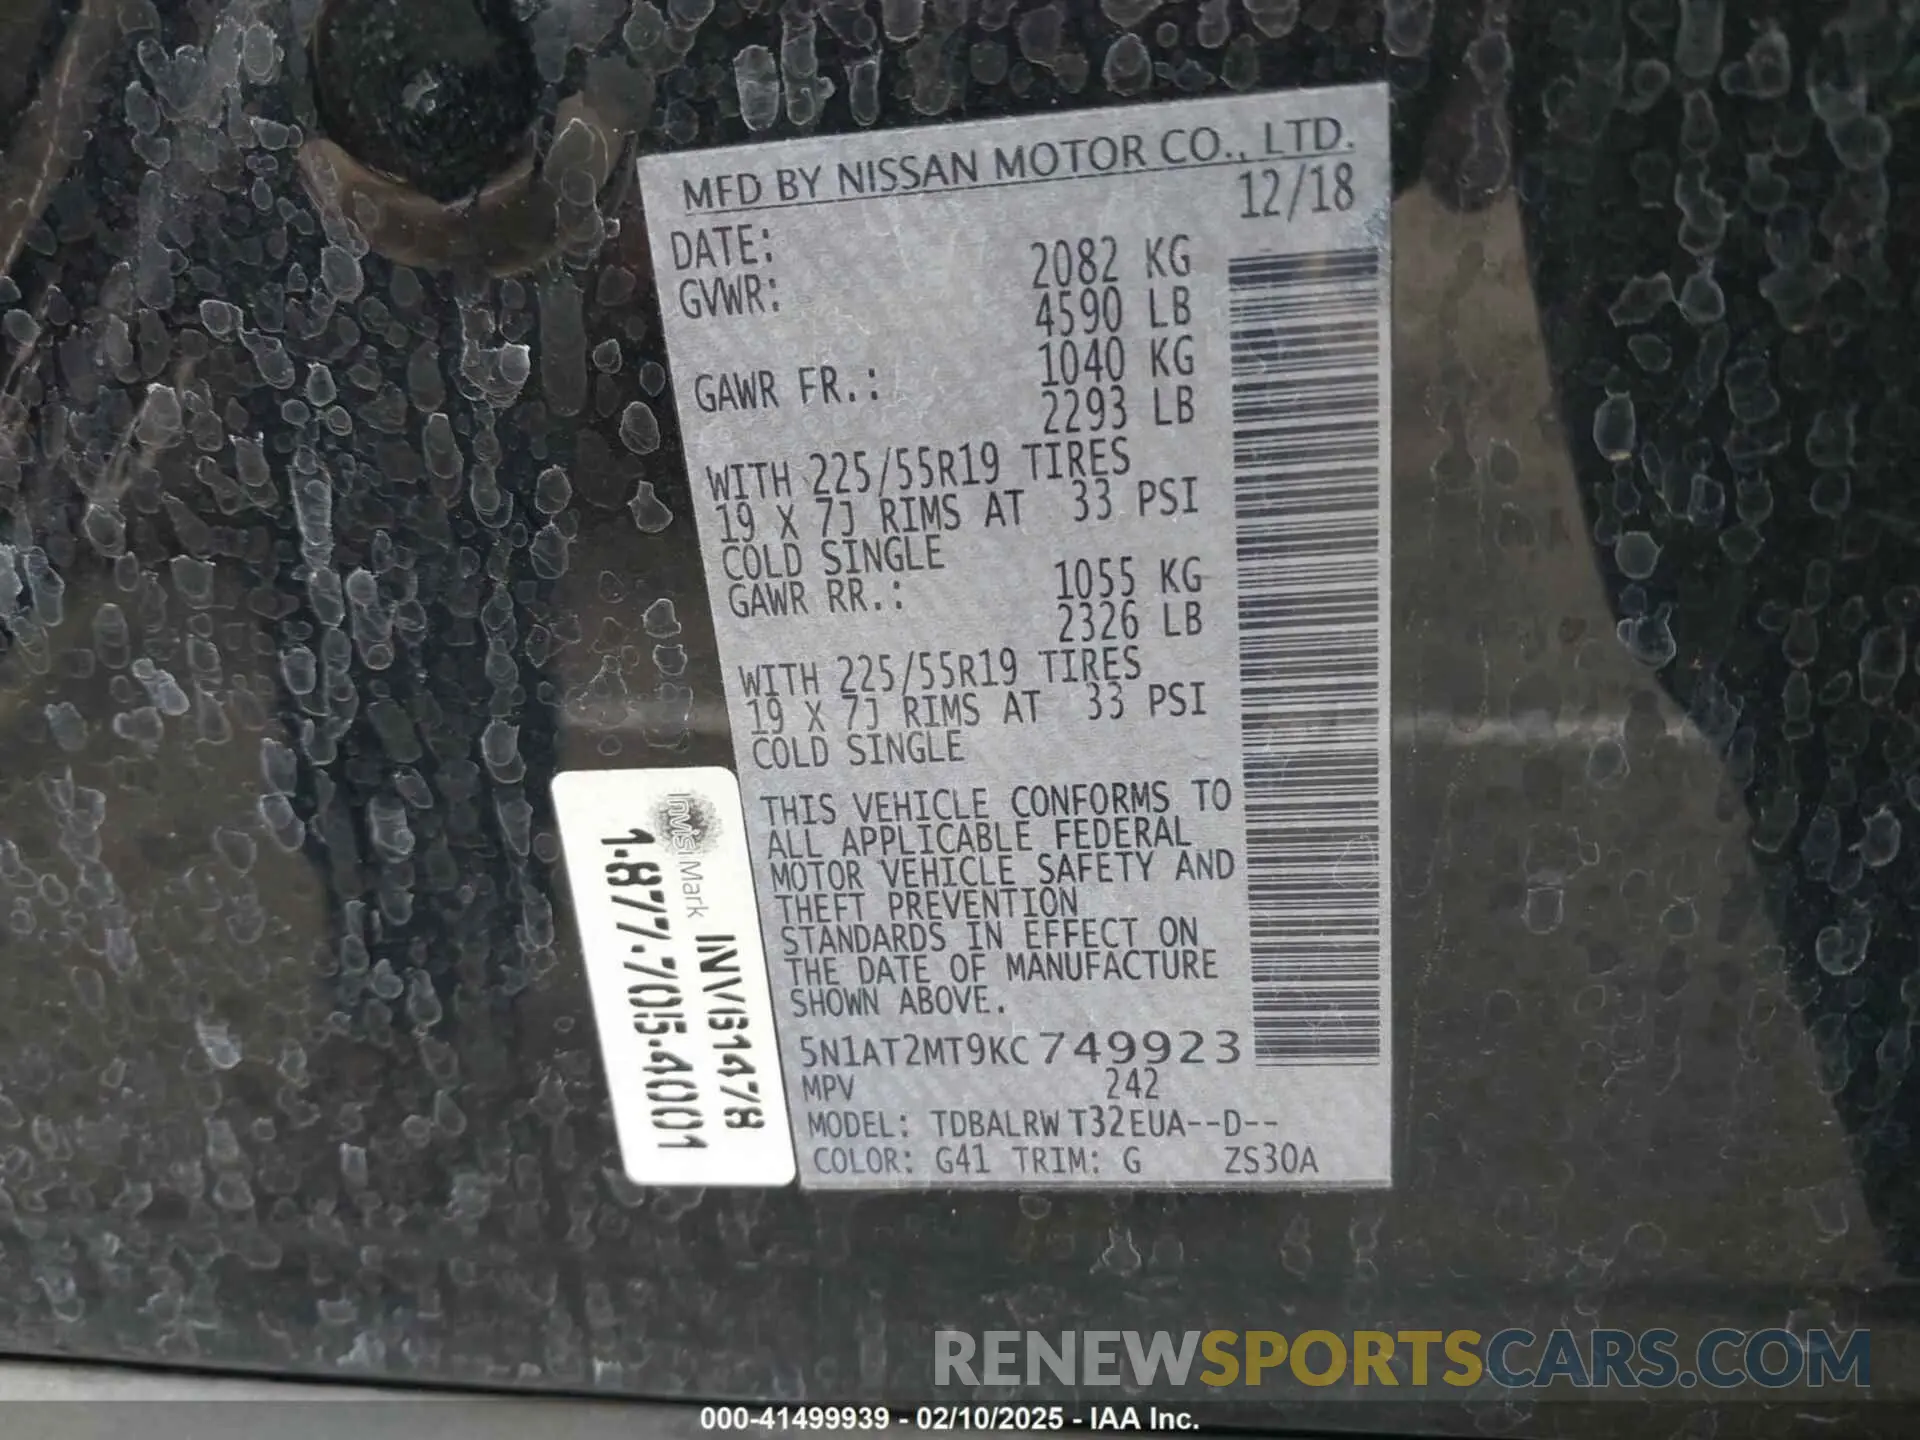 MFD BY NISSAN MOTOR CO., LTD.
DATE: 12/18
GVWR: 2082 KG
4590 LB
GAWR FR.: 1040 KG
2293 LB
WITH 225/55R19 TIRES
19 X 7J RIMS AT 33 PSI
COLD SINGLE
GAWR RR.: 1055 KG
2326 LB
WITH 225/55R19 TIRES
19 X 7J RIMS AT 33 PSI
COLD SINGLE
THIS VEHICLE CONFORMS TO
ALL APPLICABLE FEDERAL
MOTOR VEHICLE SAFETY AND
THEFT PREVENTION
STANDARDS IN EFFECT ON
THE DATE OF MANUFACTURE
SHOWN ABOVE.
5N1AT2MT9KC749923
MPV 242
MODEL: TDBALRW T32EUA--D--
COLOR: G41 TRIM: G ZS30A
InvisiMark INV61478
1.877.705.4001
RENEWSPORTSCARS.COM
000-41499939 - 02/10/2025 - IAA Inc.